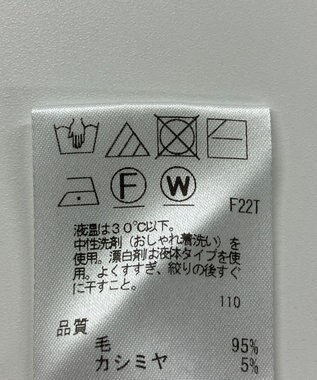 F W
F22T
液温は30℃以下。
中性洗剤（おしゃれ着洗い）を
使用。漂白剤は液体タイプを使
用。よくすすぎ、絞りの後すぐ
に干すこと。
110
品質
毛 95%
カシミヤ 5%